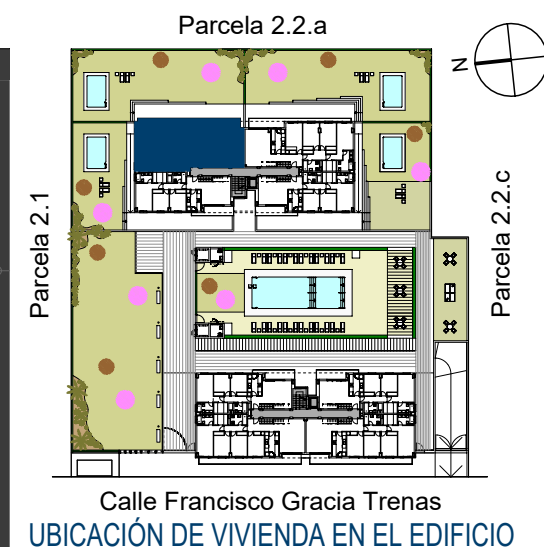 Parcela 2.2.a
N
Parcela 2.1
Parcela 2.2.c
Calle Francisco Gracia Trenas
UBICACIÓN DE VIVIENDA EN EL EDIFICIO